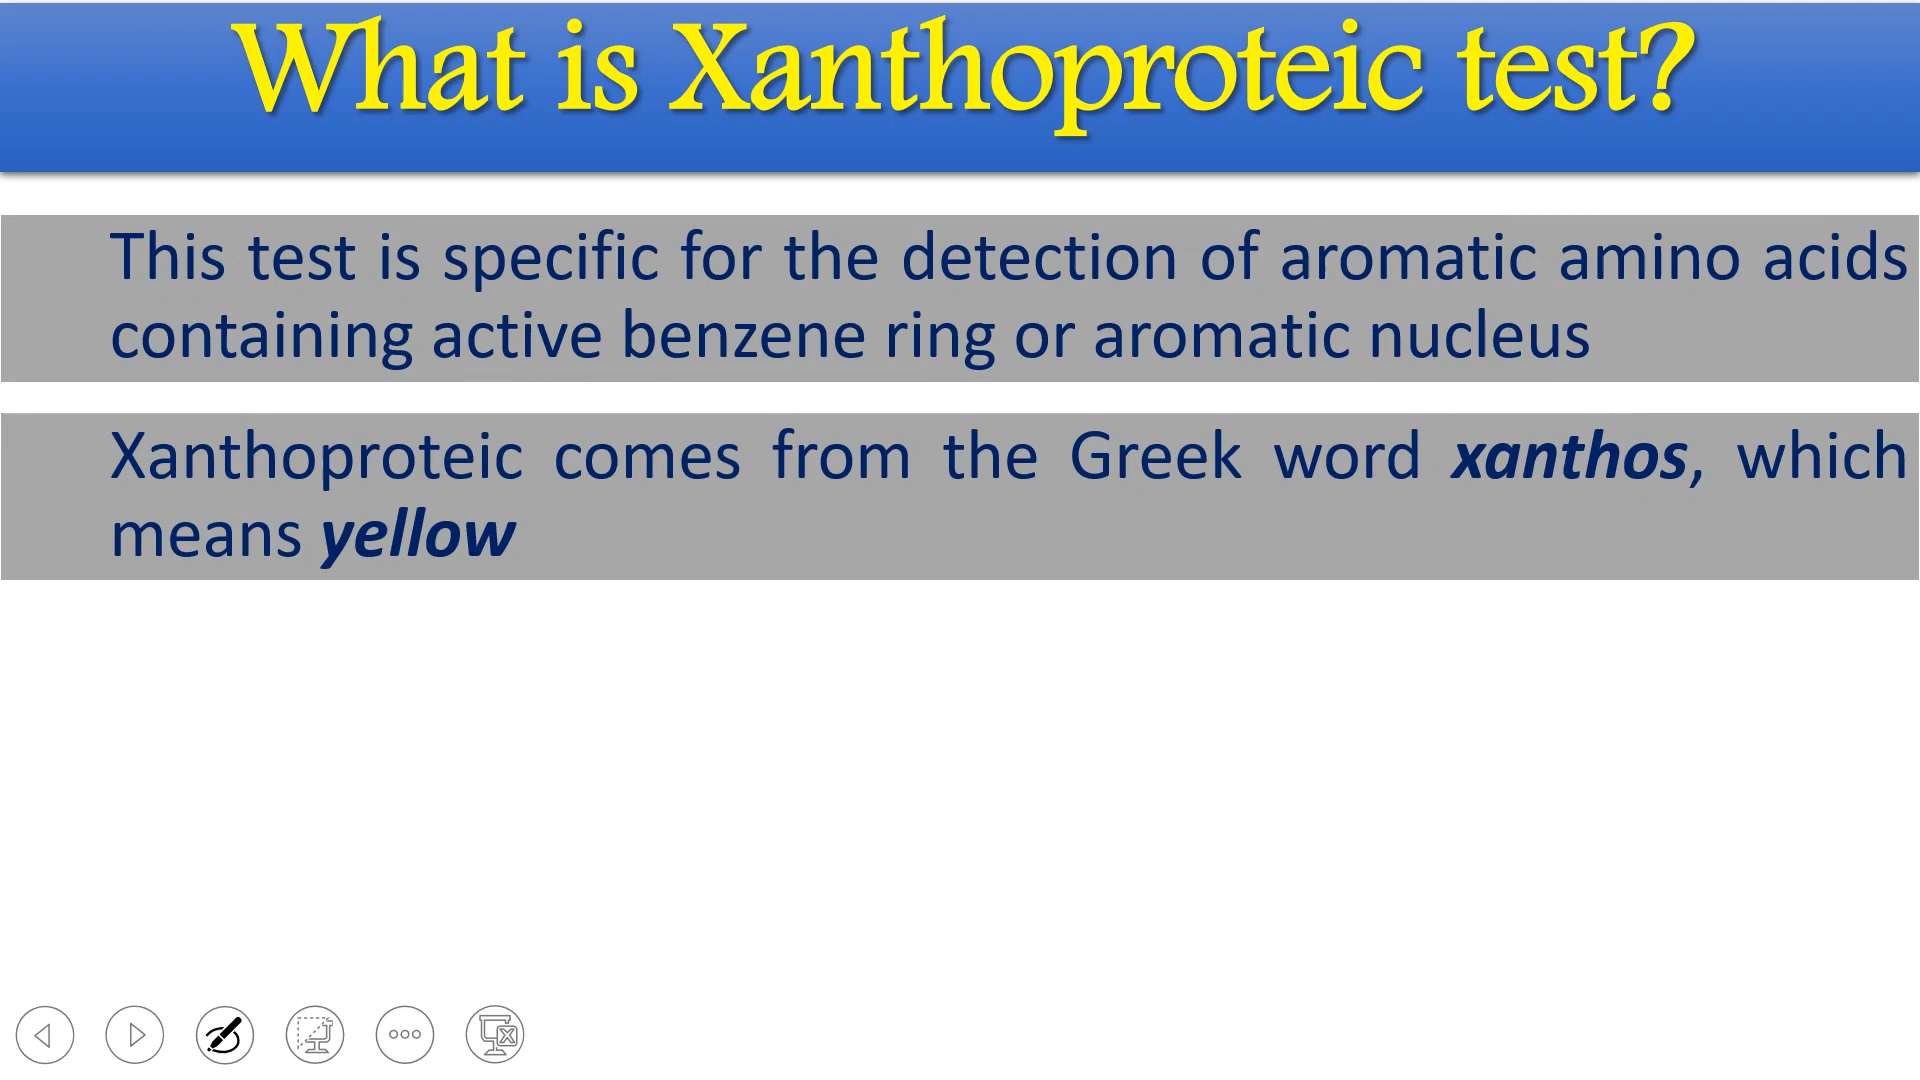 What is Xanthoproteic test?
This test is specific for the detection of aromatic amino acids
containing active benzene ring or aromatic nucleus
Xanthoproteic comes from the Greek word xanthos, which
means yellow